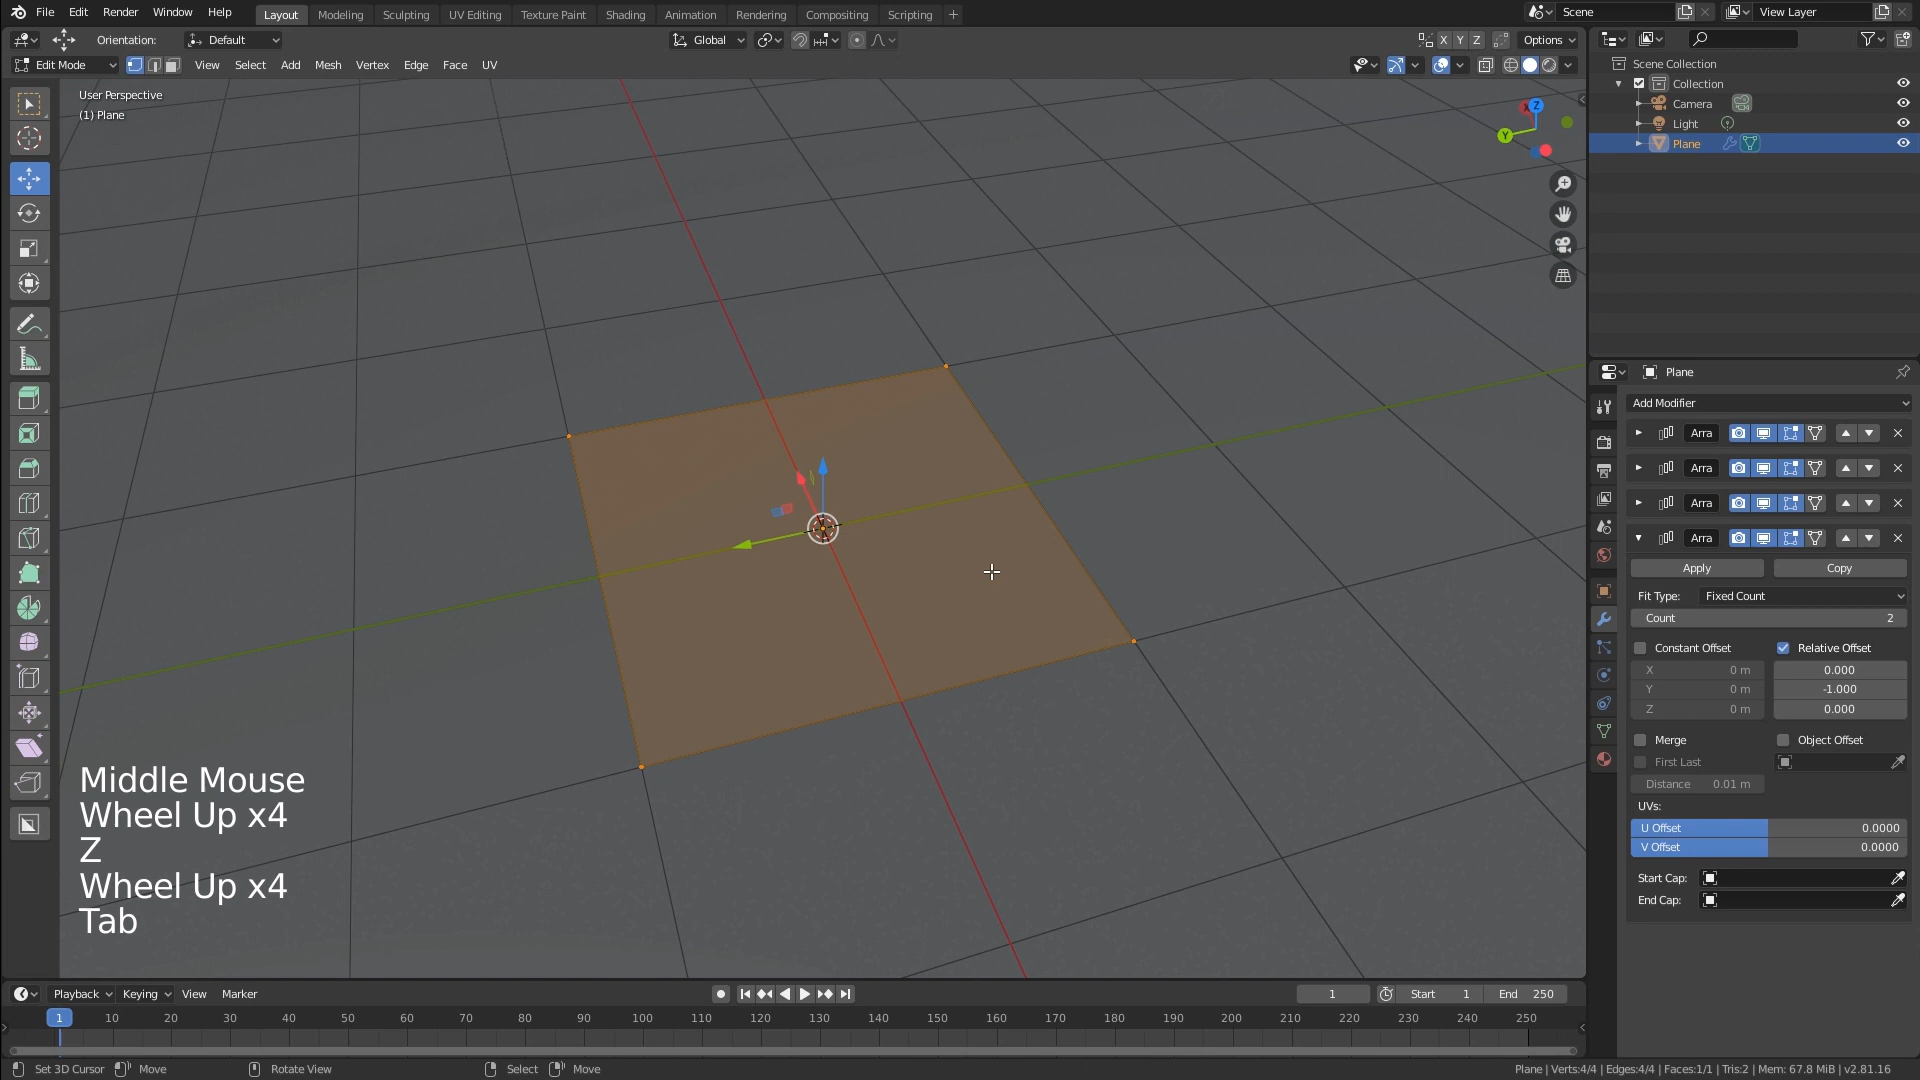 File Edit Render Window Help Layout Modeling Sculpting UV Editing Texture Paint Shading Animation Rendering Compositing Scripting + Scene View Layer
Orientation: Default Global X Y Z Options
Edit Mode View Select Add Mesh Vertex Edge Face UV
User Perspective
(1) Plane
Z
X
Y
Scene Collection
Collection
Camera
Light
Plane
Plane
Add Modifier
Arra
Arra
Arra
Arra
Apply Copy
Fit Type: Fixed Count
Count 2
Constant Offset Relative Offset
X 0 m 0.000
Y 0 m -1.000
Z 0 m 0.000
Merge Object Offset
First Last
Distance 0.01 m
UVs:
U Offset 0.0000
V Offset 0.0000
Start Cap:
End Cap:
Middle Mouse
Wheel Up x4
Z
Wheel Up x4
Tab
Playback Keying View Marker 1 Start 1 End 250
1 10 20 30 40 50 60 70 80 90 100 110 120 130 140 150 160 170 180 190 200 210 220 230 240 250
Set 3D Cursor Move Rotate View Select Move Plane | Verts:4/4 | Edges:4/4 | Faces:1/1 | Tris:2 | Mem: 67.8 MiB | v2.81.16